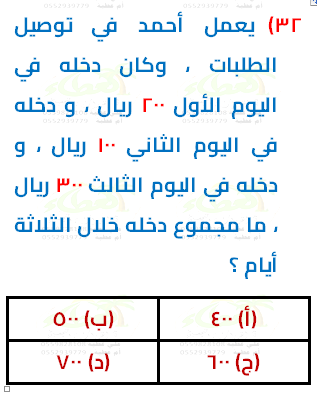 ٣٢) يعمل أحمد في توصيل
الطلبات ، وكان دخله في
اليوم الأول ٢٠٠ ريال ، و دخله
في اليوم الثاني ١٠٠ ريال ، و
دخله في اليوم الثالث ٣٠٠ ريال
، ما مجموع دخله خلال الثلاثة
أيام ؟
(أ) ٤٠٠ (ب) ٥٠٠
(ج) ٦٠٠ (د) ٧٠٠